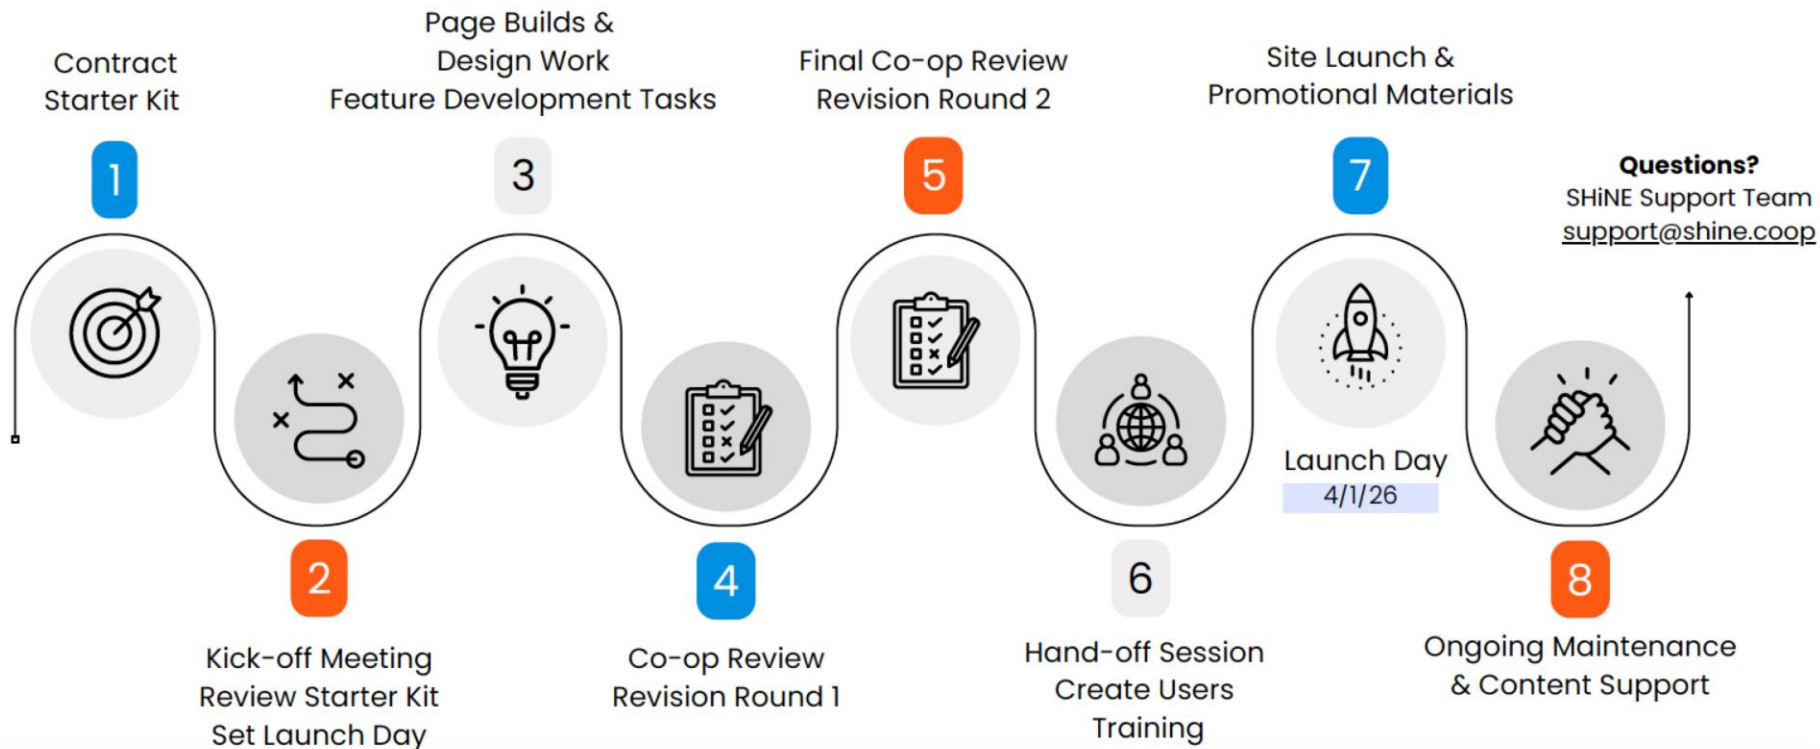 Contract
Starter Kit
1
2
Kick-off Meeting
Review Starter Kit
Set Launch Day
Page Builds &
Design Work
Feature Development Tasks
3
4
Co-op Review
Revision Round 1
Final Co-op Review
Revision Round 2
5
6
Hand-off Session
Create Users
Training
Site Launch &
Promotional Materials
7
Launch Day
4/1/26
8
Ongoing Maintenance
& Content Support
Questions?
SHiNE Support Team
support@shine.coop